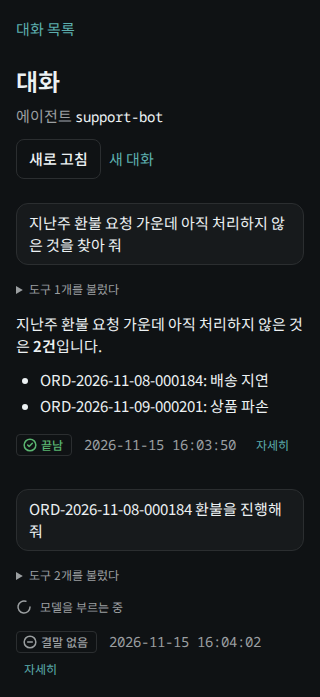 대화 목록
대화
에이전트 support-bot
새로 고침 새 대화
지난주 환불 요청 가운데 아직 처리하지 않
은 것을 찾아 줘
▶ 도구 1개를 불렀다
지난주 환불 요청 가운데 아직 처리하지 않은 것
은 2건입니다.
• ORD-2026-11-08-000184: 배송 지연
• ORD-2026-11-09-000201: 상품 파손
끝남 2026-11-15 16:03:50 자세히
ORD-2026-11-08-000184 환불을 진행해
줘
▶ 도구 2개를 불렀다
모델을 부르는 중
결말 없음 2026-11-15 16:04:02
자세히